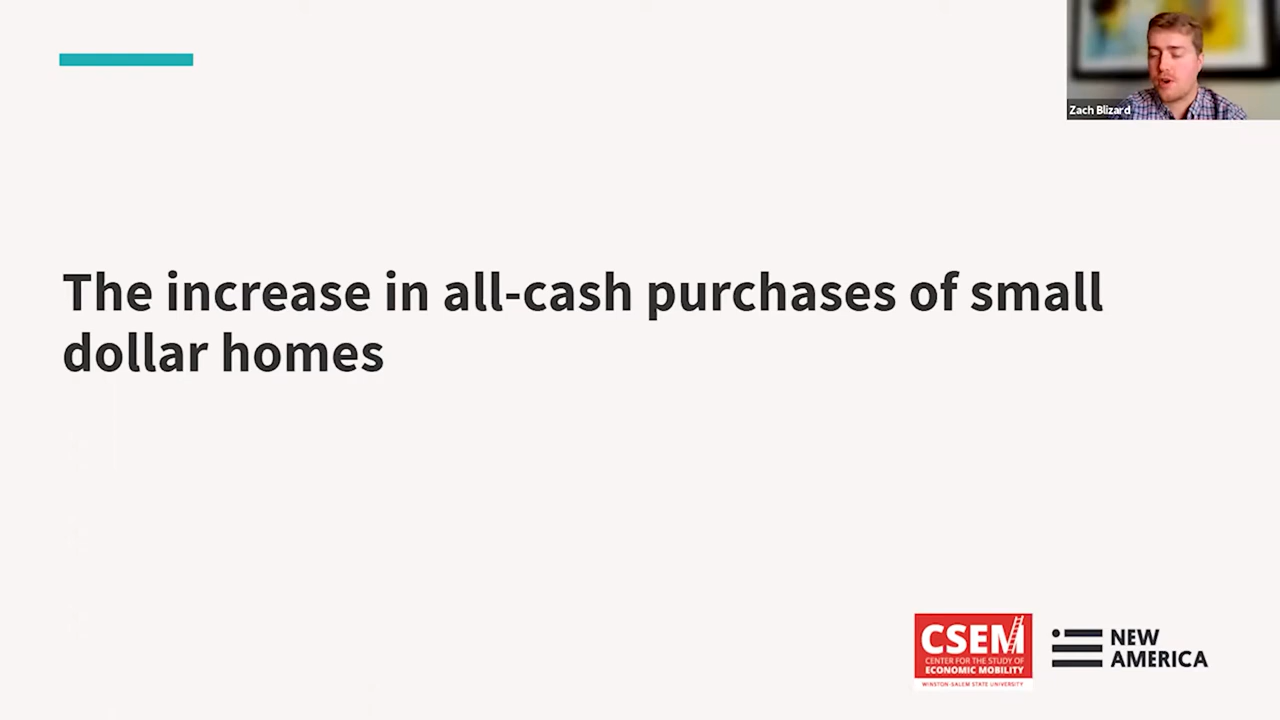 Zach Blizard
The increase in all-cash purchases of small
dollar homes
CSEM
CENTER FOR THE STUDY OF
ECONOMIC MOBILITY
WINSTON-SALEM STATE UNIVERSITY
NEW
AMERICA